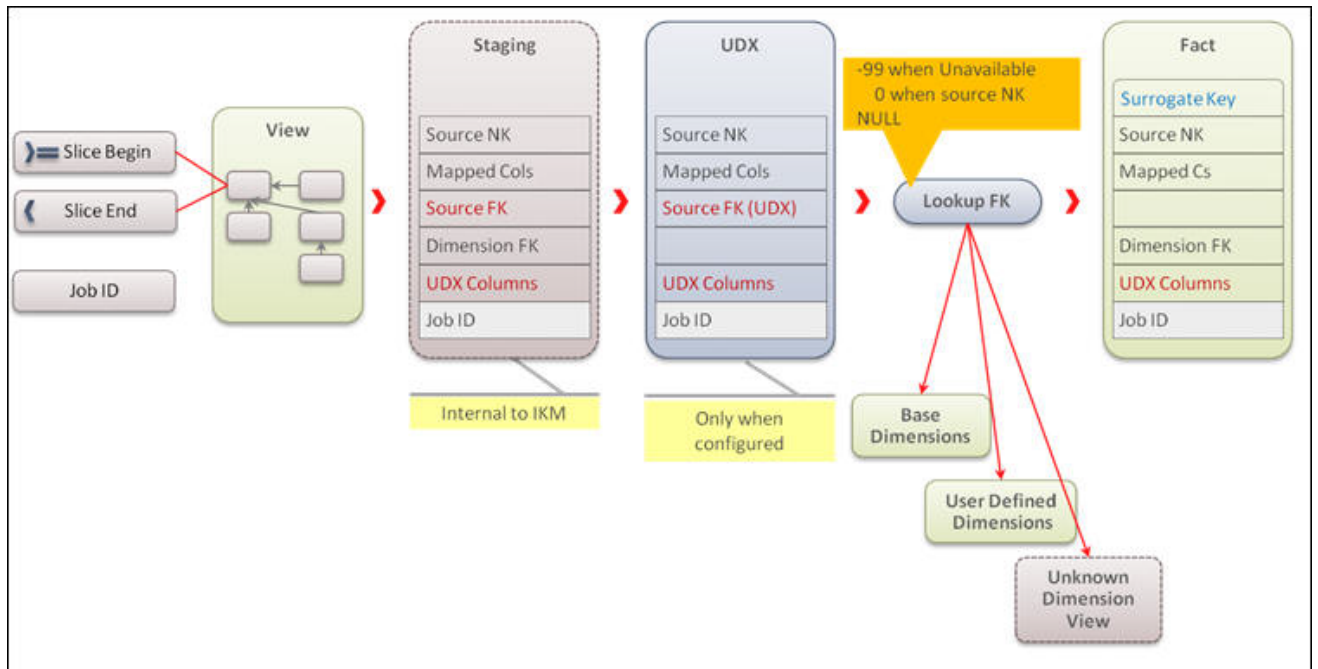 Slice Begin
Slice End
Job ID
View
Staging
Source NK
Mapped Cols
Source FK
Dimension FK
UDX Columns
Job ID
Internal to IKM
UDX
Source NK
Mapped Cols
Source FK (UDX)
UDX Columns
Job ID
Only when
configured
-99 when Unavailable
0 when source NK
NULL
Lookup FK
Base
Dimensions
User Defined
Dimensions
Unknown
Dimension
View
Fact
Surrogate Key
Source NK
Mapped Cs
Dimension FK
UDX Columns
Job ID